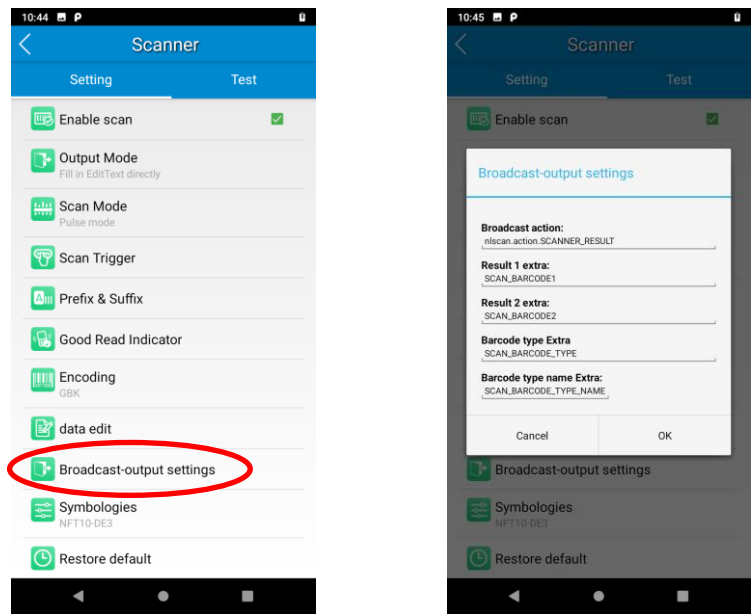 10:44 P
Scanner
Setting Test
Enable scan
Output Mode
Fill in EditText directly
Scan Mode
Pulse mode
Scan Trigger
Prefix & Suffix
Good Read Indicator
Encoding
GBK
data edit
Broadcast-output settings
Symbologies
NFT10-DE3
Restore default
10:45 P
Scanner
Setting Test
Enable scan
Broadcast-output settings
Broadcast action:
nlscan.action.SCANNER_RESULT
Result 1 extra:
SCAN_BARCODE1
Result 2 extra:
SCAN_BARCODE2
Barcode type Extra
SCAN_BARCODE_TYPE
Barcode type name Extra:
SCAN_BARCODE_TYPE_NAME
Cancel OK
Broadcast-output settings
Symbologies
NFT10-DE3
Restore default